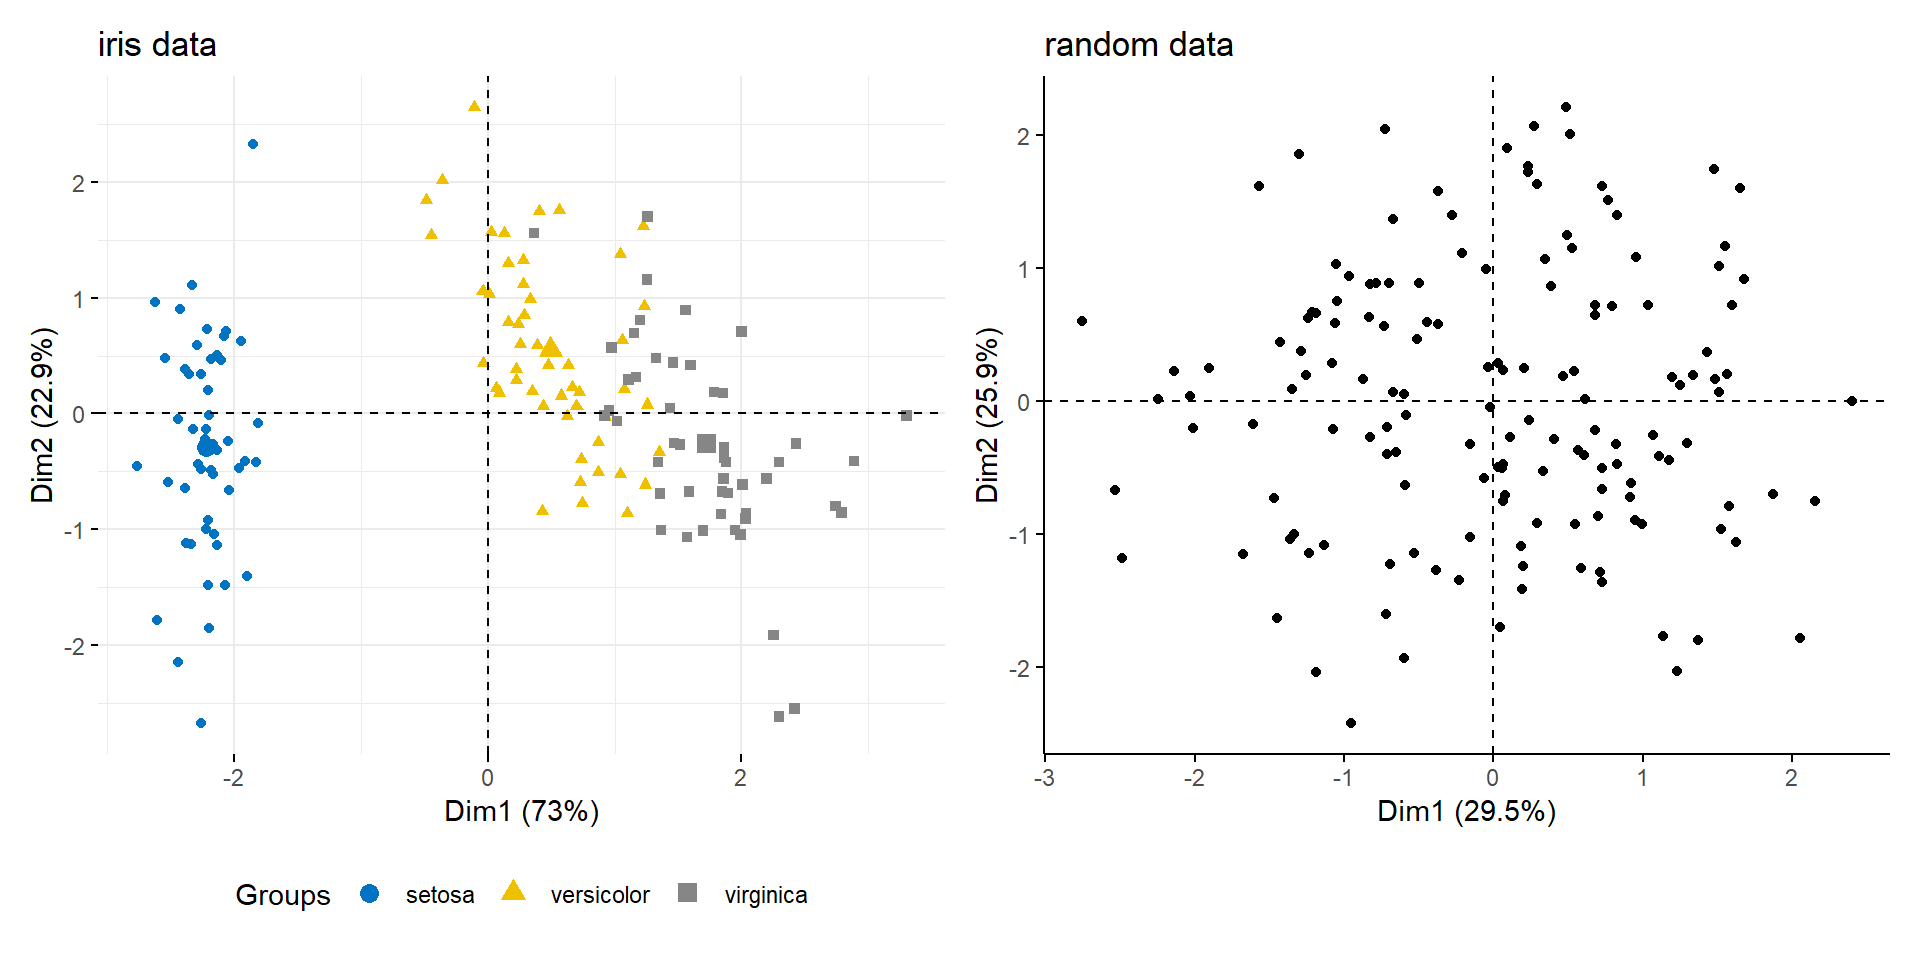 iris data
Dim2 (22.9%)
2
1
0
-1
-2
-2
0
2
Dim1 (73%)
Groups
setosa
versicolor
virginica
random data
Dim2 (25.9%)
2
1
0
-1
-2
-3
-2
-1
0
1
2
Dim1 (29.5%)